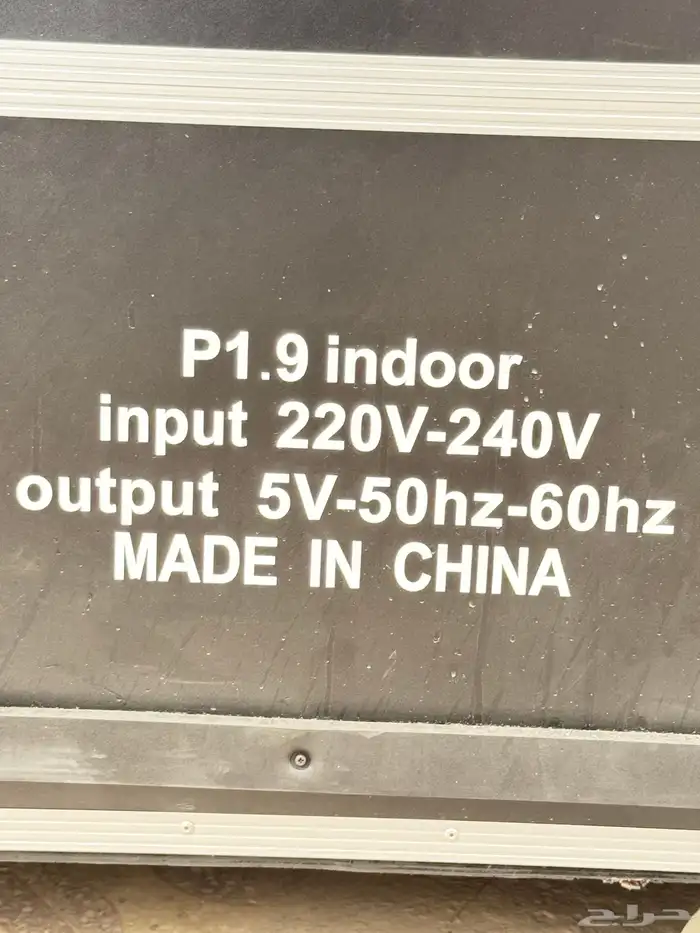 P1.9 indoor
input 220V-240V
output 5V-50hz-60hz
MADE IN CHINA
حراج